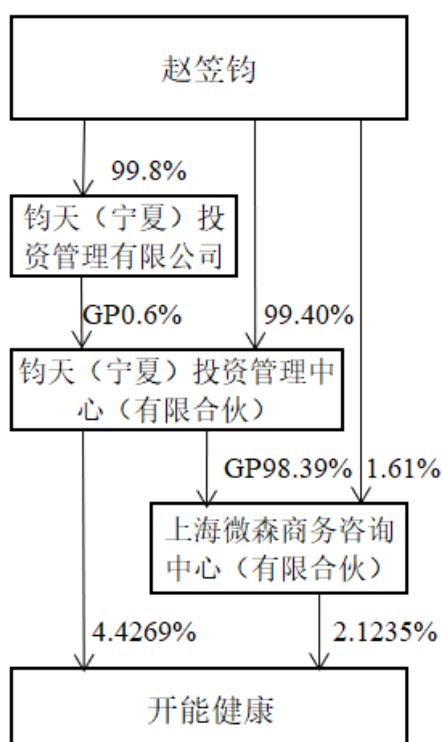 赵笠钧
99.8%
钧天（宁夏）投
资管理有限公司
GP0.6%
99.40%
钧天（宁夏）投资管理中
心（有限合伙）
GP98.39%
1.61%
上海微森商务咨询
中心（有限合伙）
4.4269%
2.1235%
开能健康